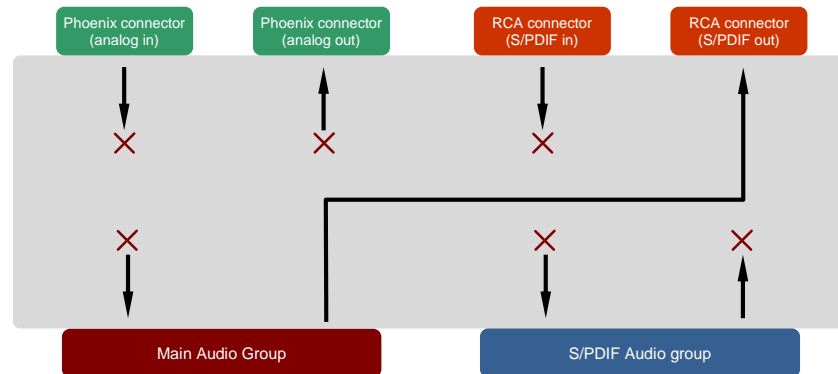 Phoenix connector
(analog in)
Phoenix connector
(analog out)
RCA connector
(S/PDIF in)
RCA connector
(S/PDIF out)
Main Audio Group
S/PDIF Audio group